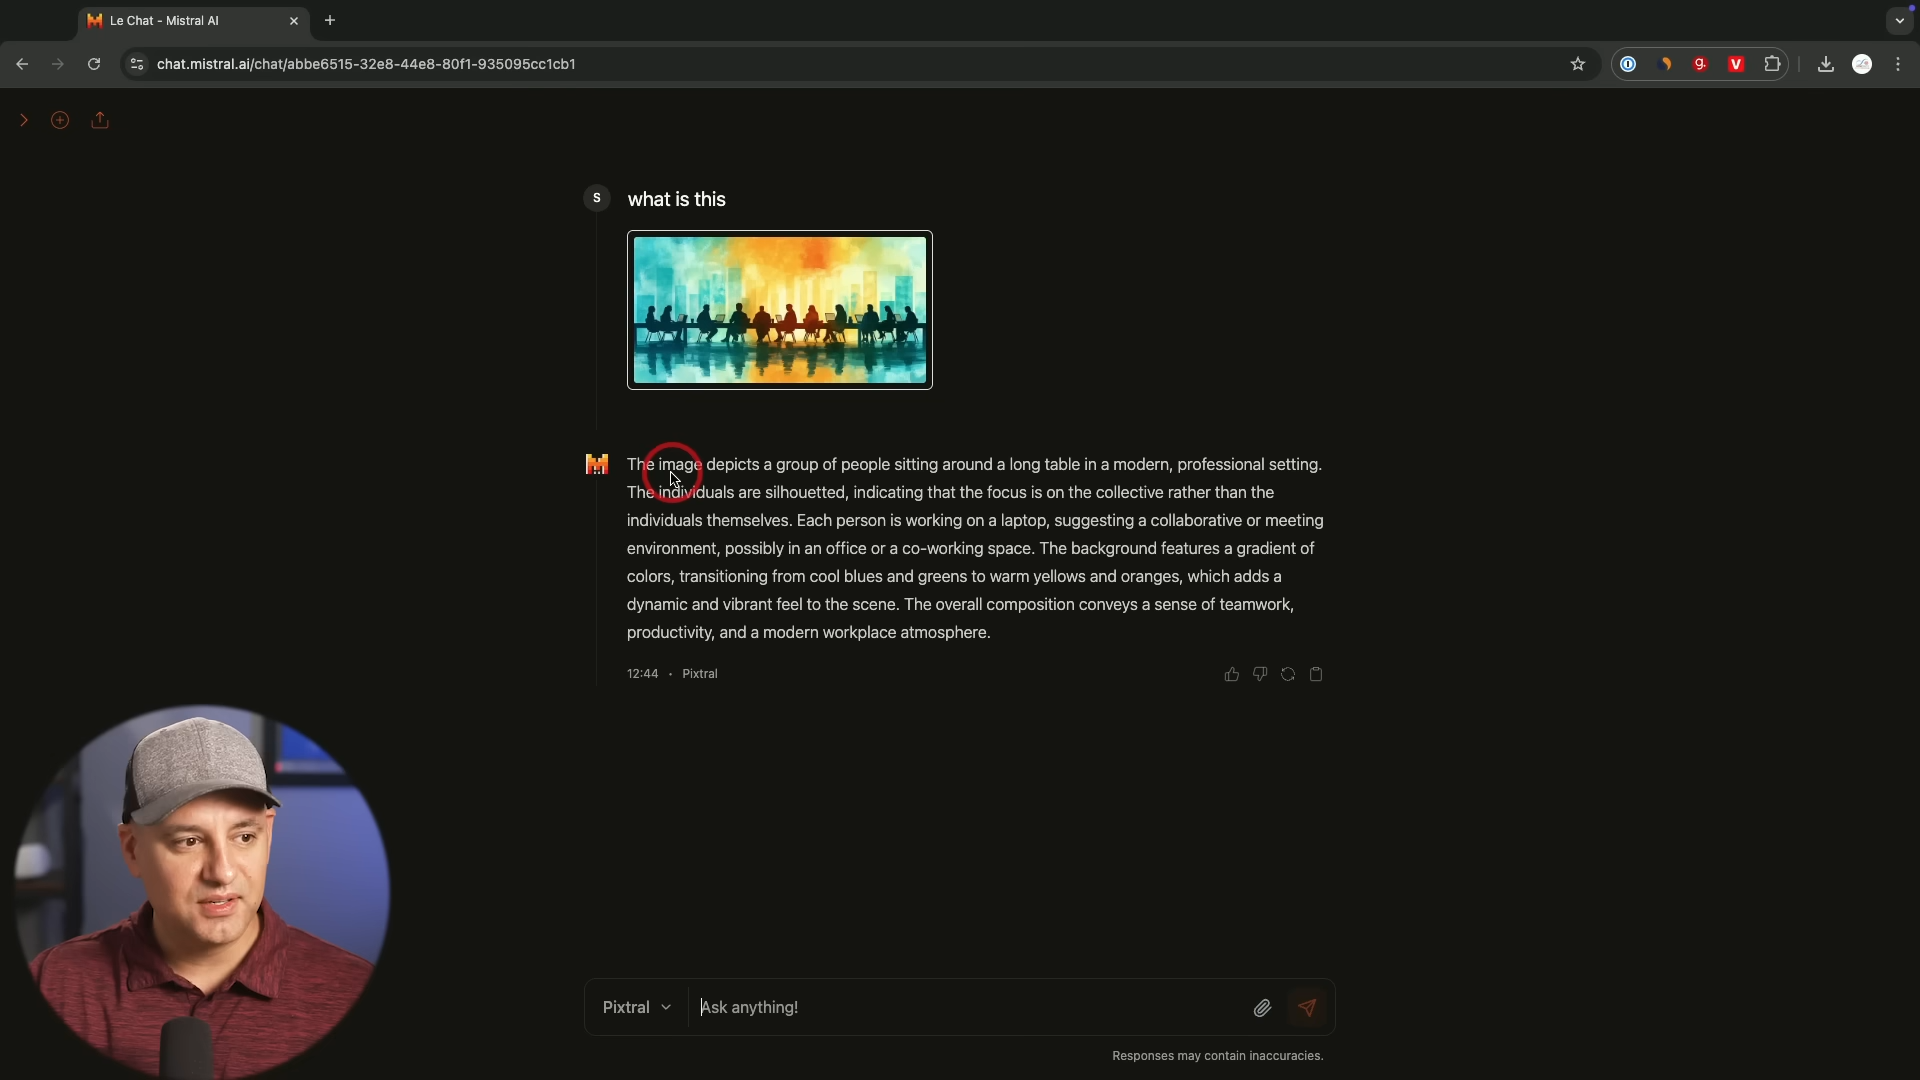 Le Chat - Mistral AI
chat.mistral.ai/chat/abbe6515-32e8-44e8-80f1-935095cc1cb1
g.
V
S
what is this
The image depicts a group of people sitting around a long table in a modern, professional setting.
The individuals are silhouetted, indicating that the focus is on the collective rather than the
individuals themselves. Each person is working on a laptop, suggesting a collaborative or meeting
environment, possibly in an office or a co-working space. The background features a gradient of
colors, transitioning from cool blues and greens to warm yellows and oranges, which adds a
dynamic and vibrant feel to the scene. The overall composition conveys a sense of teamwork,
productivity, and a modern workplace atmosphere.
12:44 · Pixtral
Pixtral
Ask anything!
Responses may contain inaccuracies.